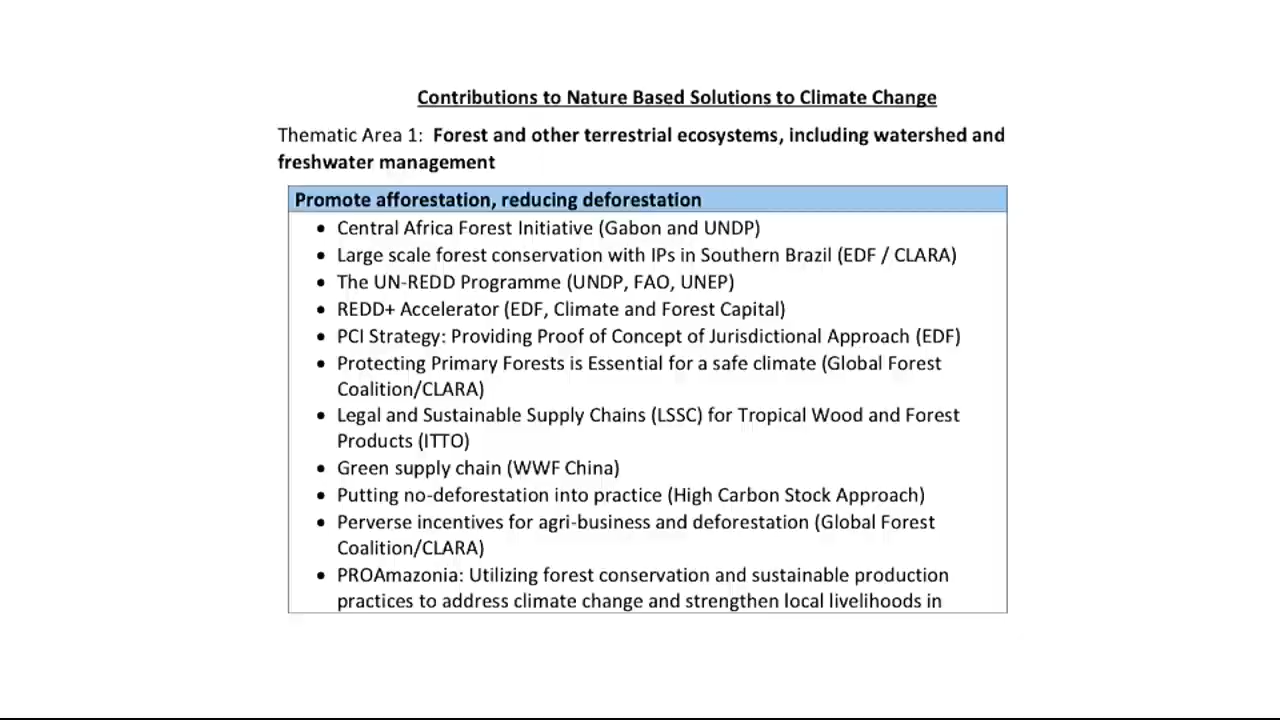 Contributions to Nature Based Solutions to Climate Change
Thematic Area 1: Forest and other terrestrial ecosystems, including watershed and
freshwater management
Promote afforestation, reducing deforestation
• Central Africa Forest Initiative (Gabon and UNDP)
• Large scale forest conservation with IPs in Southern Brazil (EDF / CLARA)
• The UN-REDD Programme (UNDP, FAO, UNEP)
• REDD+ Accelerator (EDF, Climate and Forest Capital)
• PCI Strategy: Providing Proof of Concept of Jurisdictional Approach (EDF)
• Protecting Primary Forests is Essential for a safe climate (Global Forest
Coalition/CLARA)
• Legal and Sustainable Supply Chains (LSSC) for Tropical Wood and Forest
Products (ITTO)
• Green supply chain (WWF China)
• Putting no-deforestation into practice (High Carbon Stock Approach)
• Perverse incentives for agri-business and deforestation (Global Forest
Coalition/CLARA)
• PROAmazonia: Utilizing forest conservation and sustainable production
practices to address climate change and strengthen local livelihoods in